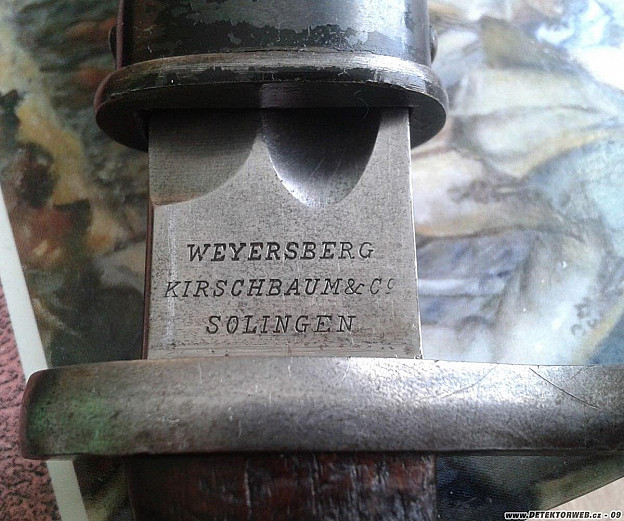 WEYERSBERG
KIRSCHBAUM & Cº
SOLINGEN
www.DETEKTORWEB.cz - 09